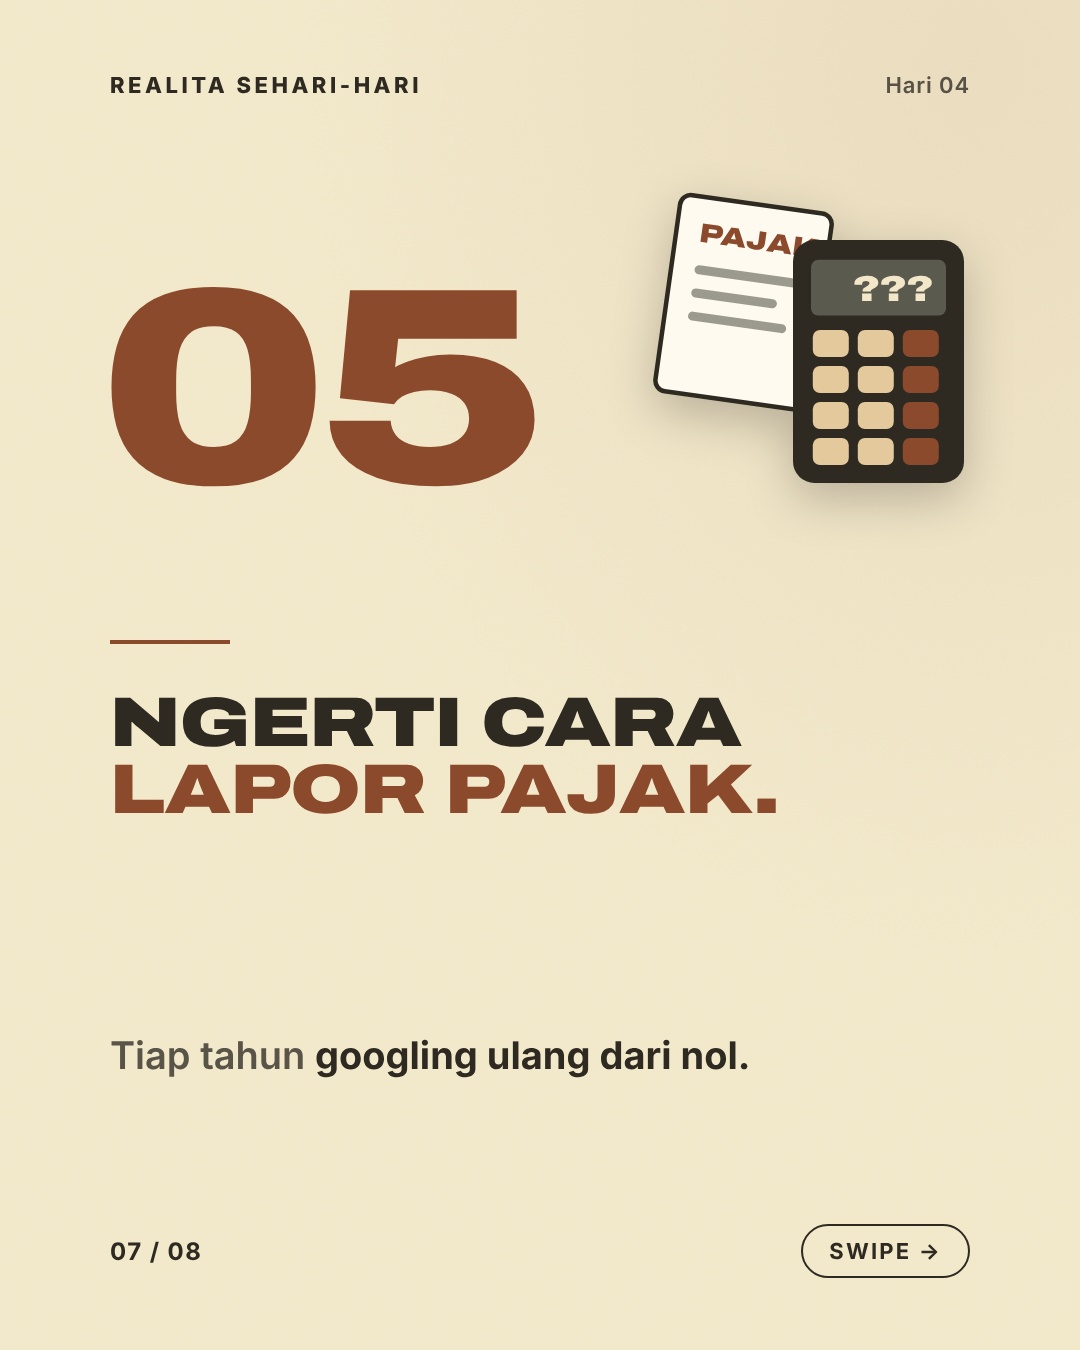 REALITA SEHARI-HARI
Hari 04
05
PAJAK
???
NGERTI CARA
LAPOR PAJAK.
Tiap tahun googling ulang dari nol.
07 / 08
SWIPE →